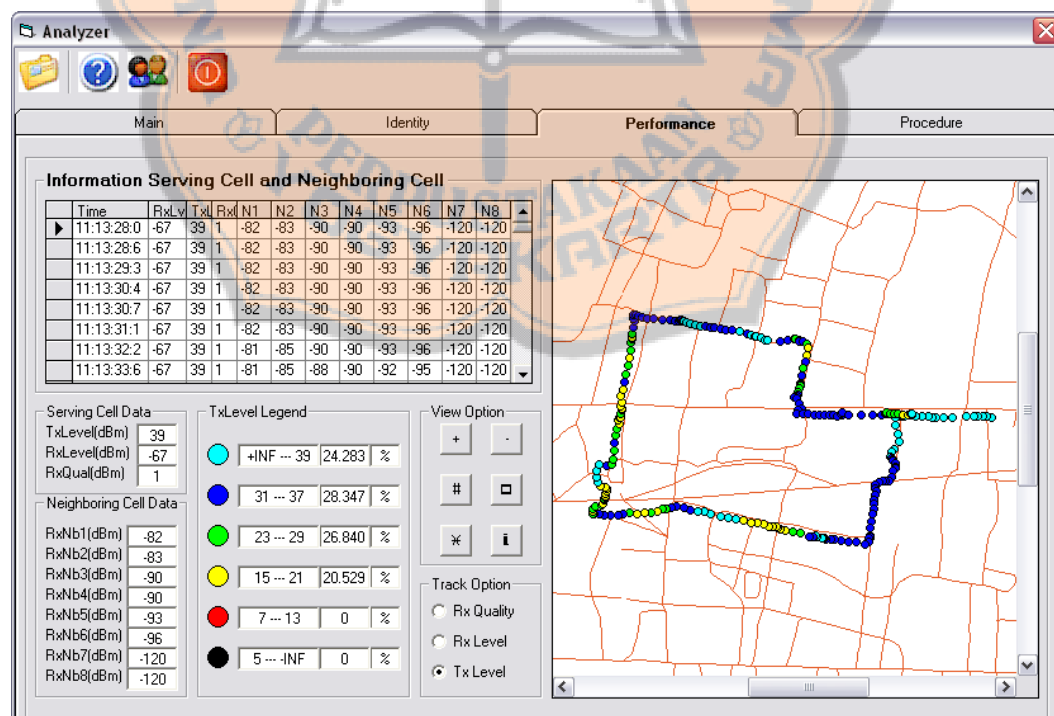 Analyzer
Main Identity Performance Procedure
Information Serving Cell and Neighboring Cell
Time RxLv TxL Rx( N1 N2 N3 N4 N5 N6 N7 N8
11:13:28:0 -67 39 1 -82 -83 -90 -90 -93 -96 -120 -120
11:13:28:6 -67 39 1 -82 -83 -90 -90 -93 -96 -120 -120
11:13:29:3 -67 39 1 -82 -83 -90 -90 -93 -96 -120 -120
11:13:30:4 -67 39 1 -82 -83 -90 -90 -93 -96 -120 -120
11:13:30:7 -67 39 1 -82 -83 -90 -90 -93 -96 -120 -120
11:13:31:1 -67 39 1 -82 -83 -90 -90 -93 -96 -120 -120
11:13:32:2 -67 39 1 -81 -85 -90 -90 -93 -96 -120 -120
11:13:33:6 -67 39 1 -81 -85 -88 -90 -92 -95 -120 -120
Serving Cell Data
TxLevel(dBm) 39
RxLevel(dBm) -67
RxQual(dBm) 1
Neighboring Cell Data
RxNb1(dBm) -82
RxNb2(dBm) -83
RxNb3(dBm) -90
RxNb4(dBm) -90
RxNb5(dBm) -93
RxNb6(dBm) -96
RxNb7(dBm) -120
RxNb8(dBm) -120
TxLevel Legend
+INF --- 39 24.283 %
31 --- 37 28.347 %
23 --- 29 26.840 %
15 --- 21 20.529 %
7 --- 13 0 %
5 --- -INF 0 %
View Option
+ -
#
i
Track Option
Rx Quality
Rx Level
Tx Level
PERPUSTAKAAN
YOGYAKARTA